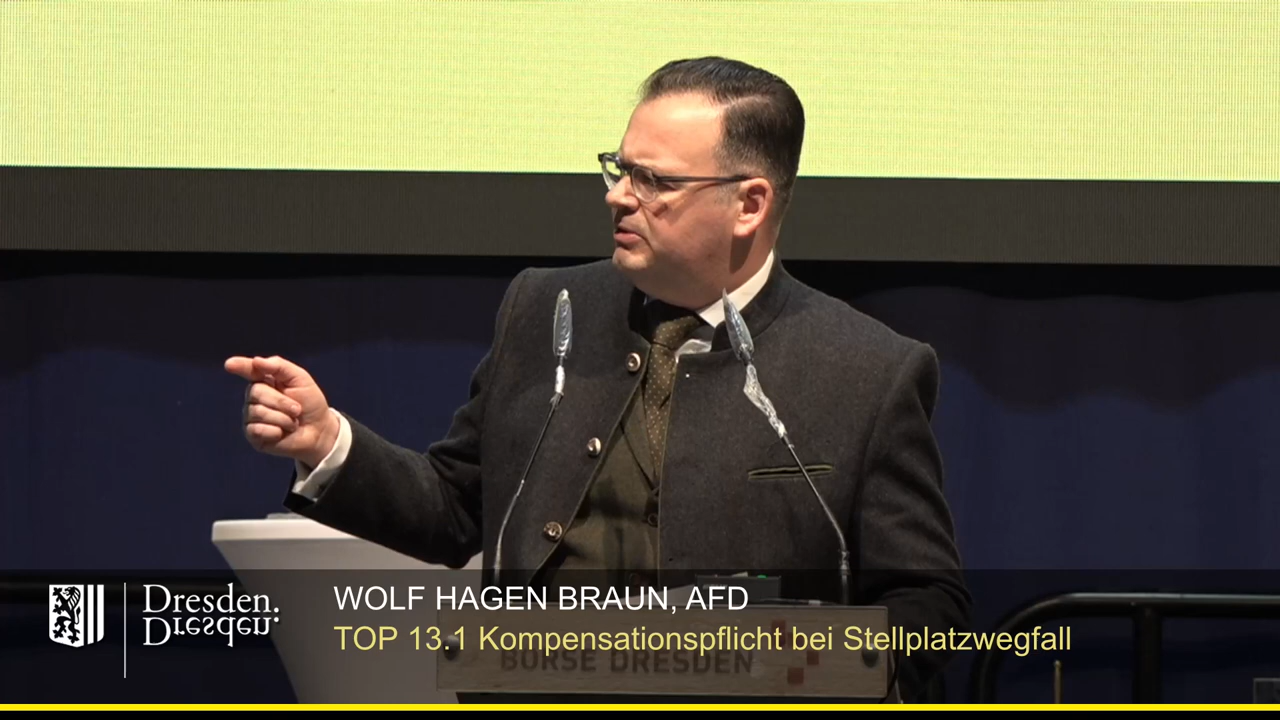 WOLF HAGEN BRAUN, AFD
Dresden.
Dresden.
TOP 13.1 Kompensationspflicht bei Stellplatzwegfall
BÖRSE DRESDEN